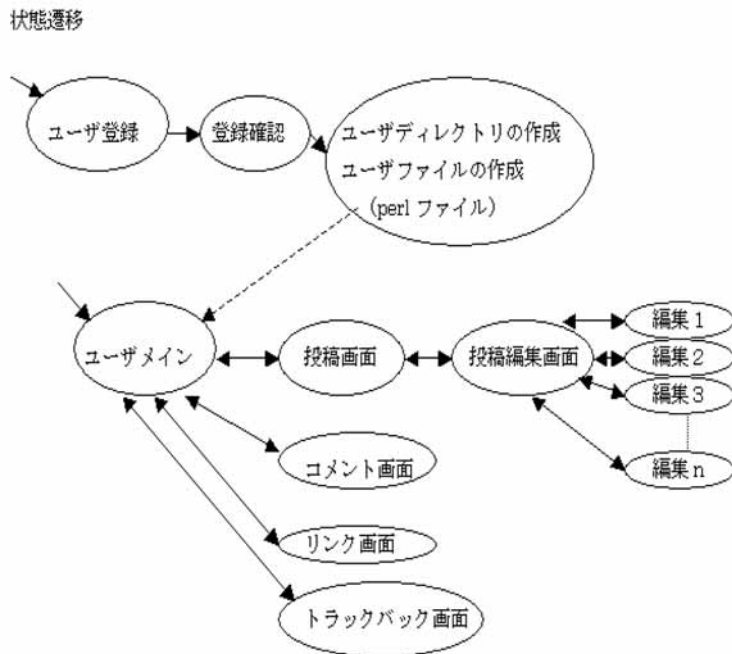 状態遷移
ユーザ登録
登録確認
ユーザディレクトリの作成
ユーザファイルの作成
(perl ファイル)
ユーザメイン
投稿画面
投稿編集画面
編集1
編集2
編集3
編集n
コメント画面
リンク画面
トラックバック画面